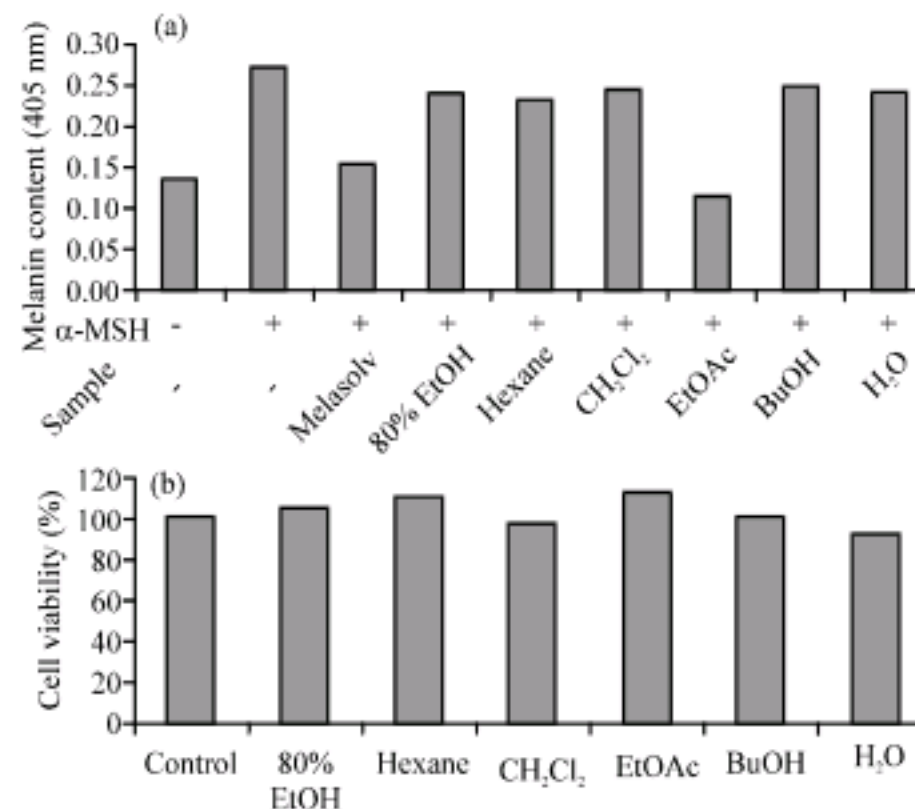 (a)
Melanin content (405 nm)
0.30
0.25
0.20
0.15
0.10
0.05
0.00
α-MSH - + + + + + + + +
Sample - - Melasolv 80% EtOH Hexane CH₂Cl₂ EtOAc BuOH H₂O
(b)
Cell viability (%)
120
100
80
60
40
20
0
Control 80% Hexane CH₂Cl₂ EtOAc BuOH H₂O
EtOH